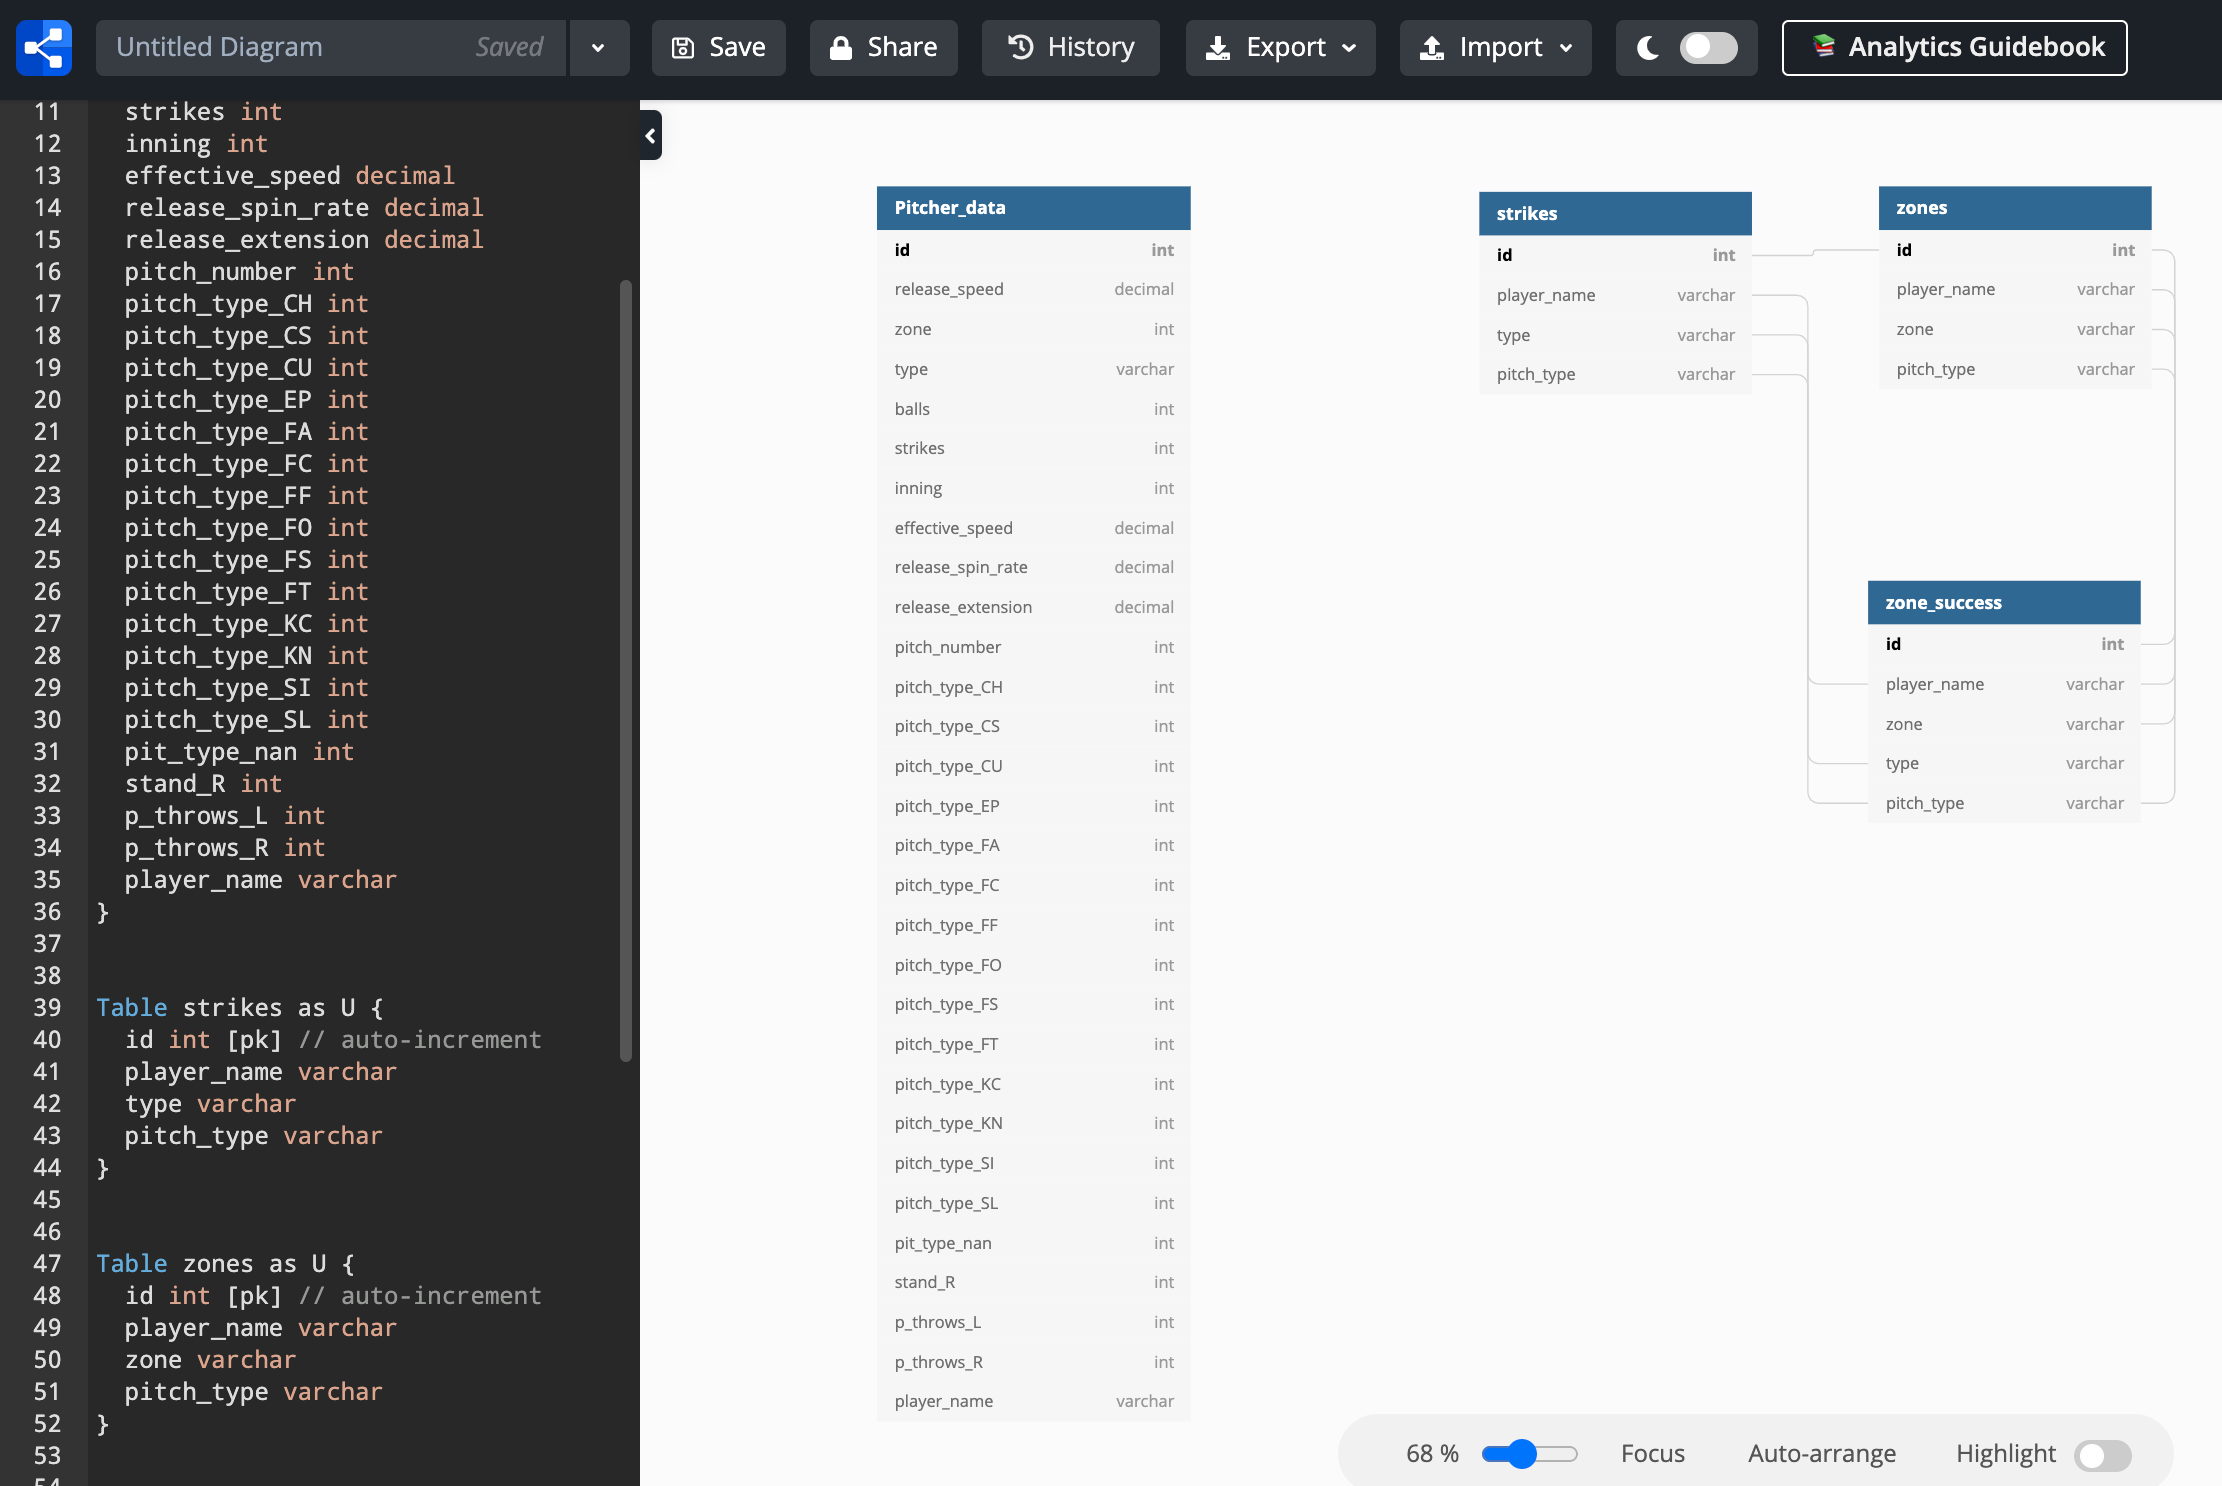 Untitled Diagram Saved Save Share History Export Import Analytics Guidebook
11 strikes int
12 inning int
13 effective_speed decimal
14 release_spin_rate decimal
15 release_extension decimal
16 pitch_number int
17 pitch_type_CH int
18 pitch_type_CS int
19 pitch_type_CU int
20 pitch_type_EP int
21 pitch_type_FA int
22 pitch_type_FC int
23 pitch_type_FF int
24 pitch_type_FO int
25 pitch_type_FS int
26 pitch_type_FT int
27 pitch_type_KC int
28 pitch_type_KN int
29 pitch_type_SI int
30 pitch_type_SL int
31 pit_type_nan int
32 stand_R int
33 p_throws_L int
34 p_throws_R int
35 player_name varchar
36 }
37
38
39 Table strikes as U {
40 id int [pk] // auto-increment
41 player_name varchar
42 type varchar
43 pitch_type varchar
44 }
45
46
47 Table zones as U {
48 id int [pk] // auto-increment
49 player_name varchar
50 zone varchar
51 pitch_type varchar
52 }
53
54
Pitcher_data
id int
release_speed decimal
zone int
type varchar
balls int
strikes int
inning int
effective_speed decimal
release_spin_rate decimal
release_extension decimal
pitch_number int
pitch_type_CH int
pitch_type_CS int
pitch_type_CU int
pitch_type_EP int
pitch_type_FA int
pitch_type_FC int
pitch_type_FF int
pitch_type_FO int
pitch_type_FS int
pitch_type_FT int
pitch_type_KC int
pitch_type_KN int
pitch_type_SI int
pitch_type_SL int
pit_type_nan int
stand_R int
p_throws_L int
p_throws_R int
player_name varchar
strikes
id int
player_name varchar
type varchar
pitch_type varchar
zones
id int
player_name varchar
zone varchar
pitch_type varchar
zone_success
id int
player_name varchar
zone varchar
type varchar
pitch_type varchar
68 % Focus Auto-arrange Highlight